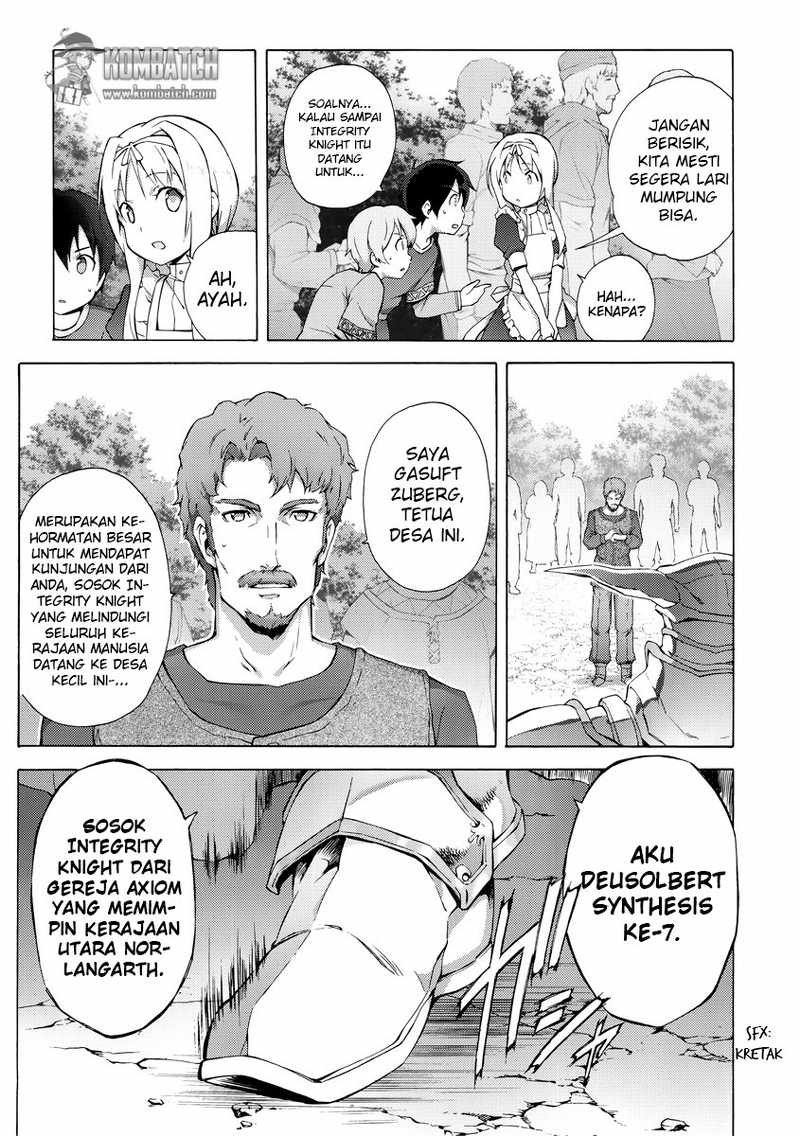 KOMBATCH
www.kombatch.com
JANGAN
BERISIK,
KITA MESTI
SEGERA LARI
MUMPUNG
BISA.
SOALNYA...
KALAU SAMPAI
INTEGRITY
KNIGHT ITU
DATANG
UNTUK...
HAH...
KENAPA?
AH,
AYAH.
SAYA
GASUFT
ZUBERG,
TETUA
DESA INI.
MERUPAKAN KE-
HORMATAN BESAR
UNTUK MENDAPAT
KUNJUNGAN DARI
ANDA, SOSOK IN-
TEGRITY KNIGHT
YANG MELINDUNGI
SELURUH KE-
RAJAAN MANUSIA
DATANG KE DESA
KECIL INI-...
AKU
DEUSOLBERT
SYNTHESIS
KE-7.
SOSOK
INTEGRITY
KNIGHT DARI
GEREJA AXIOM
YANG MEMIM-
PIN KERAJAAN
UTARA NOR-
LANGARTH.
SFX:
KRETAK